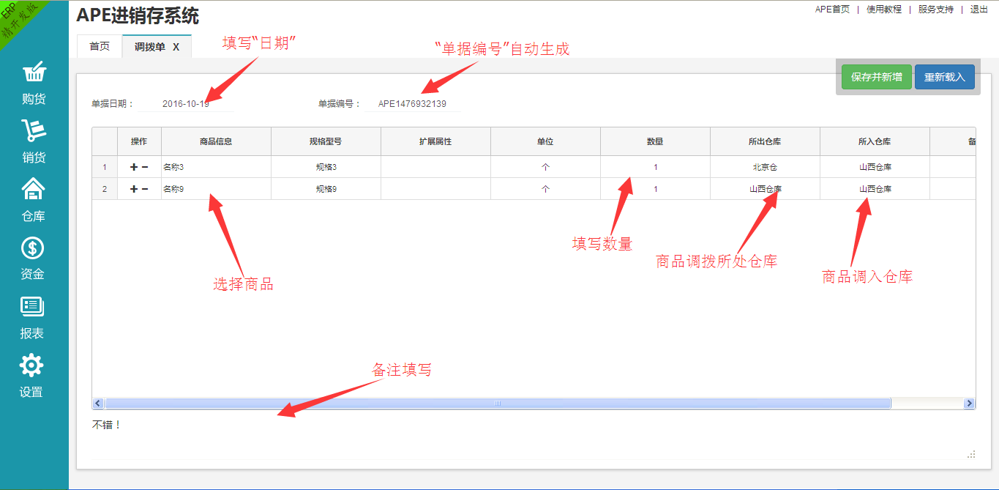 ERP
精开发版
APE进销存系统
APE首页 | 使用教程 | 服务支持 | 退出
首页
调拨单 X
填写“日期”
“单据编号”自动生成
保存并新增
重新载入
单据日期： 2016-10-19
单据编号： APE1476932139
操作 商品信息 规格型号 扩展属性 单位 数量 所出仓库 所入仓库 备
1 名称3 规格3 个 1 北京仓 山西仓库
2 名称9 规格9 个 1 山西仓库 山西仓库
填写数量
商品调拨所处仓库
商品调入仓库
选择商品
备注填写
不错！
购货
销货
仓库
资金
报表
设置